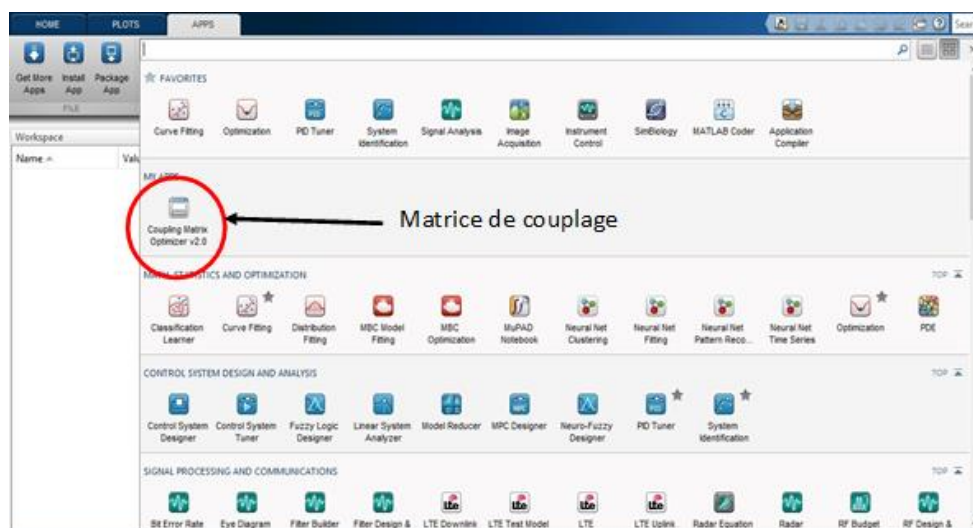 HOME PLOTS APPS
Sear
Get More Apps
Install App
Package App
FILE
Workspace
Name Valu
FAVORITES
Curve Fitting
Optimization
PID Tuner
System Identification
Signal Analysis
Image Acquisition
Instrument Control
SimBiology
MATLAB Coder
Application Compiler
MY APPS
Coupling Matrix Optimizer v2.0
Matrice de couplage
MATH, STATISTICS AND OPTIMIZATION
TOP
Classification Learner
Curve Fitting
Distribution Fitting
MBC Model Fitting
MBC Optimization
MuPAD Notebook
Neural Net Clustering
Neural Net Fitting
Neural Net Pattern Reco...
Neural Net Time Series
Optimization
PDE
CONTROL SYSTEM DESIGN AND ANALYSIS
TOP
Control System Designer
Control System Tuner
Fuzzy Logic Designer
Linear System Analyzer
Model Reducer
MPC Designer
Neuro-Fuzzy Designer
PID Tuner
System Identification
SIGNAL PROCESSING AND COMMUNICATIONS
TOP
Bit Error Rate
Eye Diagram
Filter Builder
Filter Design &
LTE Downlink
LTE Test Model
LTE
LTE Uplink
Radar Equation
Radar
RF Budget
RF Design &